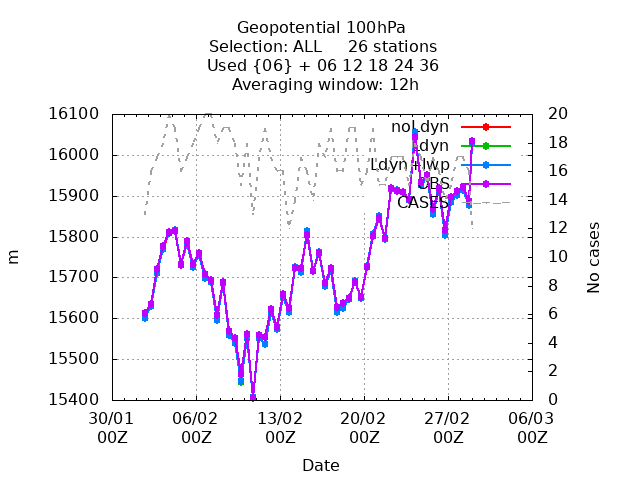 Geopotential 100hPa
Selection: ALL 26 stations
Used {06} + 06 12 18 24 36
Averaging window: 12h
16100
16000
15900
15800
15700
15600
15500
15400
m
20
18
16
14
12
10
8
6
4
2
0
No cases
noLdyn
Ldyn
Ldyn+lwp
OBS
CASES
30/01 06/02 13/02 20/02 27/02 06/03
00Z 00Z 00Z 00Z 00Z 00Z
Date